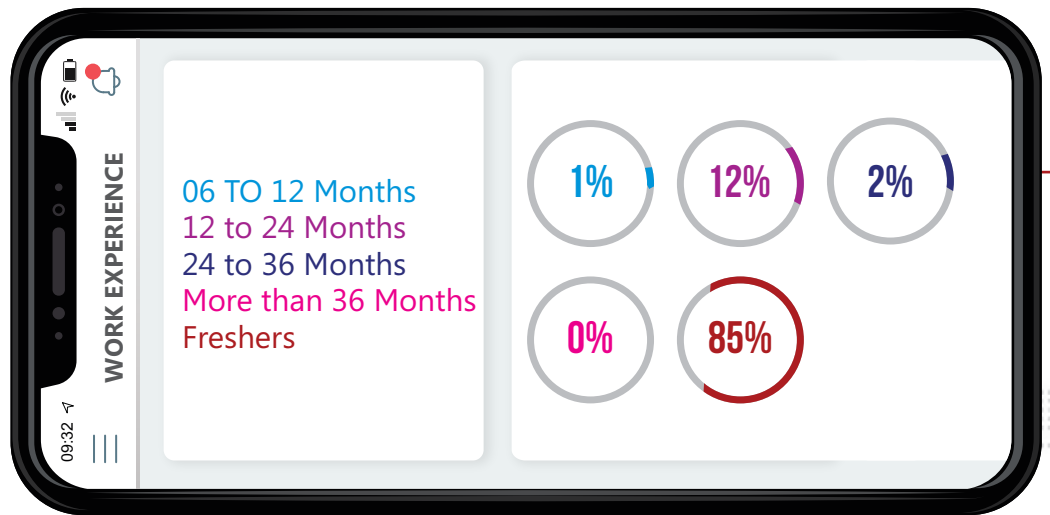 09:32
WORK EXPERIENCE
06 TO 12 Months
12 to 24 Months
24 to 36 Months
More than 36 Months
Freshers
1%
12%
2%
0%
85%